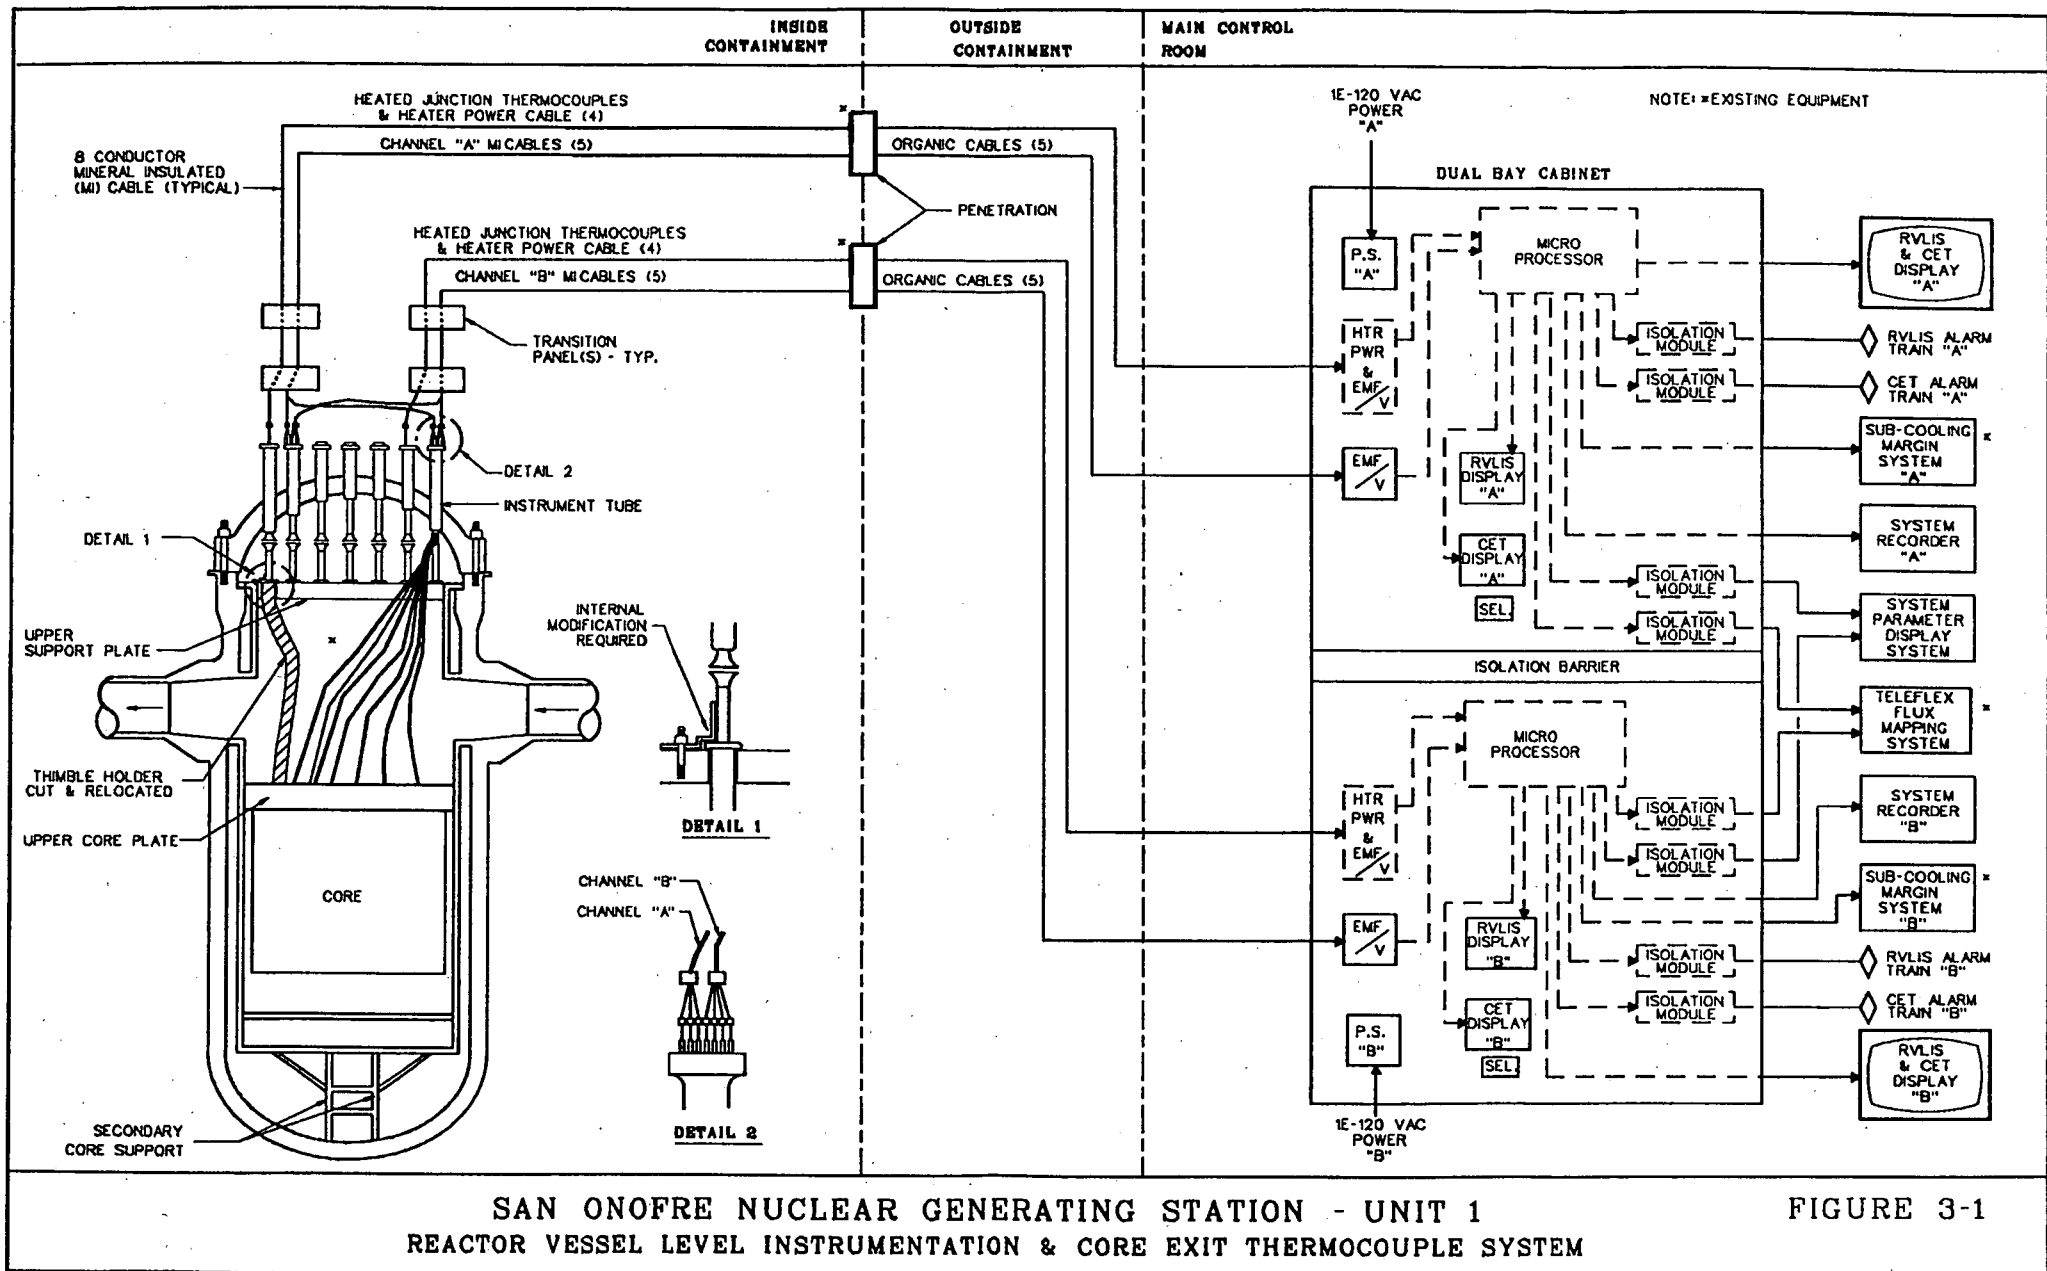 INSIDE
CONTAINMENT
OUTSIDE
CONTAINMENT
MAIN CONTROL
ROOM
HEATED JUNCTION THERMOCOUPLES
& HEATER POWER CABLE (4)
CHANNEL "A" MI CABLES (5)
8 CONDUCTOR
MINERAL INSULATED
(MI) CABLE (TYPICAL)
*
ORGANIC CABLES (5)
PENETRATION
HEATED JUNCTION THERMOCOUPLES
& HEATER POWER CABLE (4)
CHANNEL "B" MI CABLES (5)
*
ORGANIC CABLES (5)
TRANSITION
PANEL(S) - TYP.
DETAIL 2
INSTRUMENT TUBE
DETAIL 1
UPPER
SUPPORT PLATE
*
INTERNAL
MODIFICATION
REQUIRED
THIMBLE HOLDER
CUT & RELOCATED
UPPER CORE PLATE
CORE
DETAIL 1
CHANNEL "B"
CHANNEL "A"
DETAIL 2
SECONDARY
CORE SUPPORT
1E-120 VAC
POWER
"A"
NOTE: *EXISTING EQUIPMENT
DUAL BAY CABINET
P.S.
"A"
MICRO
PROCESSOR
HTR
PWR
&
EMF/V
EMF/V
RVLIS
DISPLAY
"A"
CET
DISPLAY
"A"
SEL.
ISOLATION
MODULE
ISOLATION
MODULE
ISOLATION
MODULE
ISOLATION
MODULE
RVLIS
& CET
DISPLAY
"A"
RVLIS ALARM
TRAIN "A"
CET ALARM
TRAIN "A"
SUB-COOLING *
MARGIN
SYSTEM
"A"
SYSTEM
RECORDER
"A"
SYSTEM
PARAMETER
DISPLAY
SYSTEM
TELEFLEX *
FLUX
MAPPING
SYSTEM
ISOLATION BARRIER
MICRO
PROCESSOR
HTR
PWR
&
EMF/V
EMF/V
RVLIS
DISPLAY
"B"
CET
DISPLAY
"B"
SEL.
P.S.
"B"
1E-120 VAC
POWER
"B"
ISOLATION
MODULE
ISOLATION
MODULE
ISOLATION
MODULE
ISOLATION
MODULE
SYSTEM
RECORDER
"B"
SUB-COOLING *
MARGIN
SYSTEM
"B"
RVLIS ALARM
TRAIN "B"
CET ALARM
TRAIN "B"
RVLIS
& CET
DISPLAY
"B"
SAN ONOFRE NUCLEAR GENERATING STATION - UNIT 1
REACTOR VESSEL LEVEL INSTRUMENTATION & CORE EXIT THERMOCOUPLE SYSTEM
FIGURE 3-1